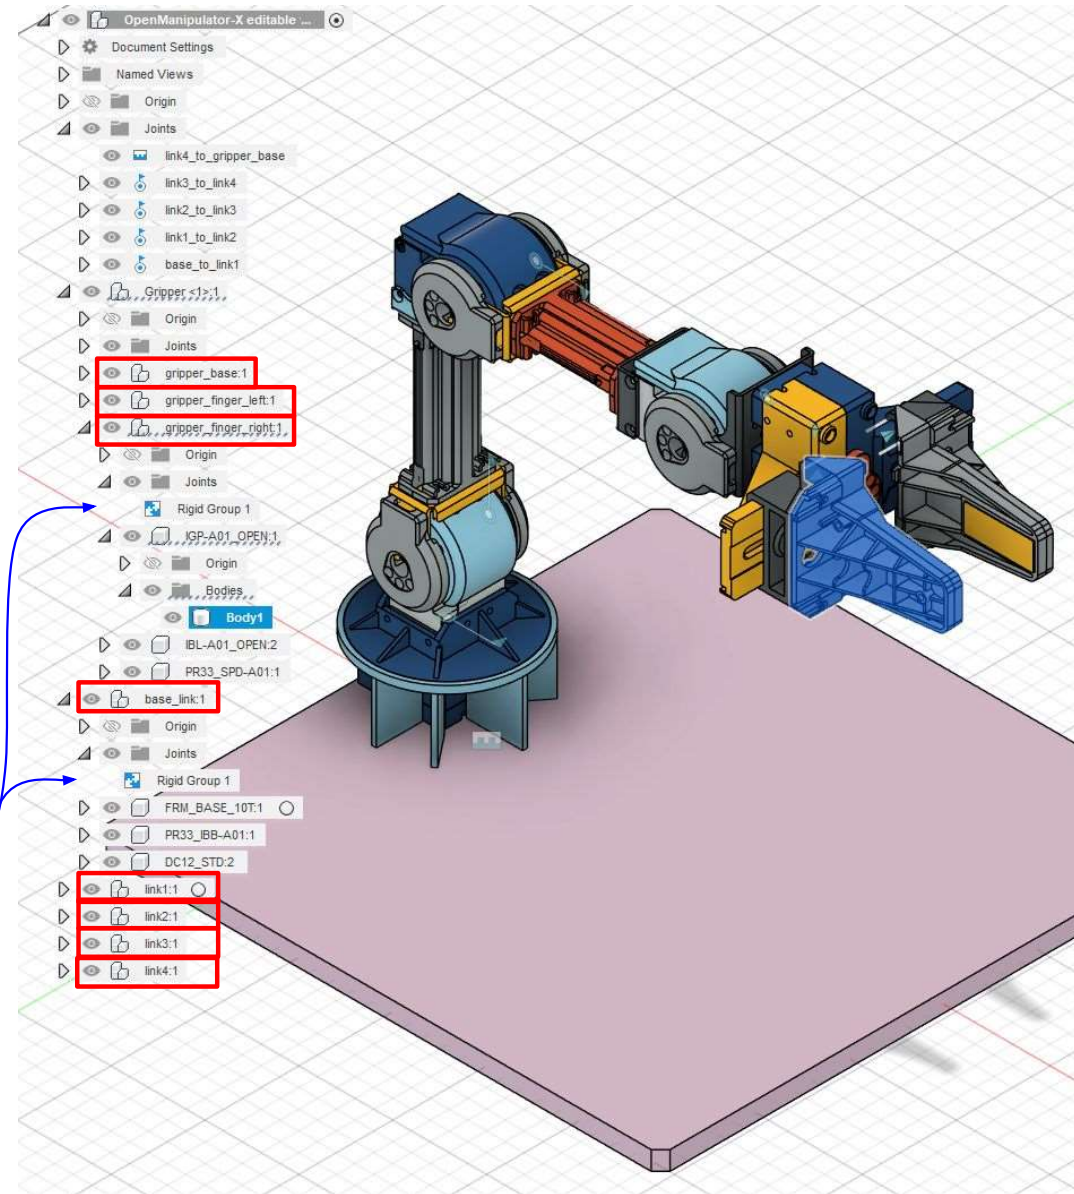 OpenManipulator-X editable ...
Document Settings
Named Views
Origin
Joints
link4_to_gripper_base
link3_to_link4
link2_to_link3
link1_to_link2
base_to_link1
Gripper <1>:1
Origin
Joints
gripper_base:1
gripper_finger_left:1
gripper_finger_right:1
Origin
Joints
Rigid Group 1
IGP-A01_OPEN:1
Origin
Bodies
Body1
IBL-A01_OPEN:2
PR33_SPD-A01:1
base_link:1
Origin
Joints
Rigid Group 1
FRM_BASE_10T:1
PR33_IBB-A01:1
DC12_STD:2
link1:1
link2:1
link3:1
link4:1